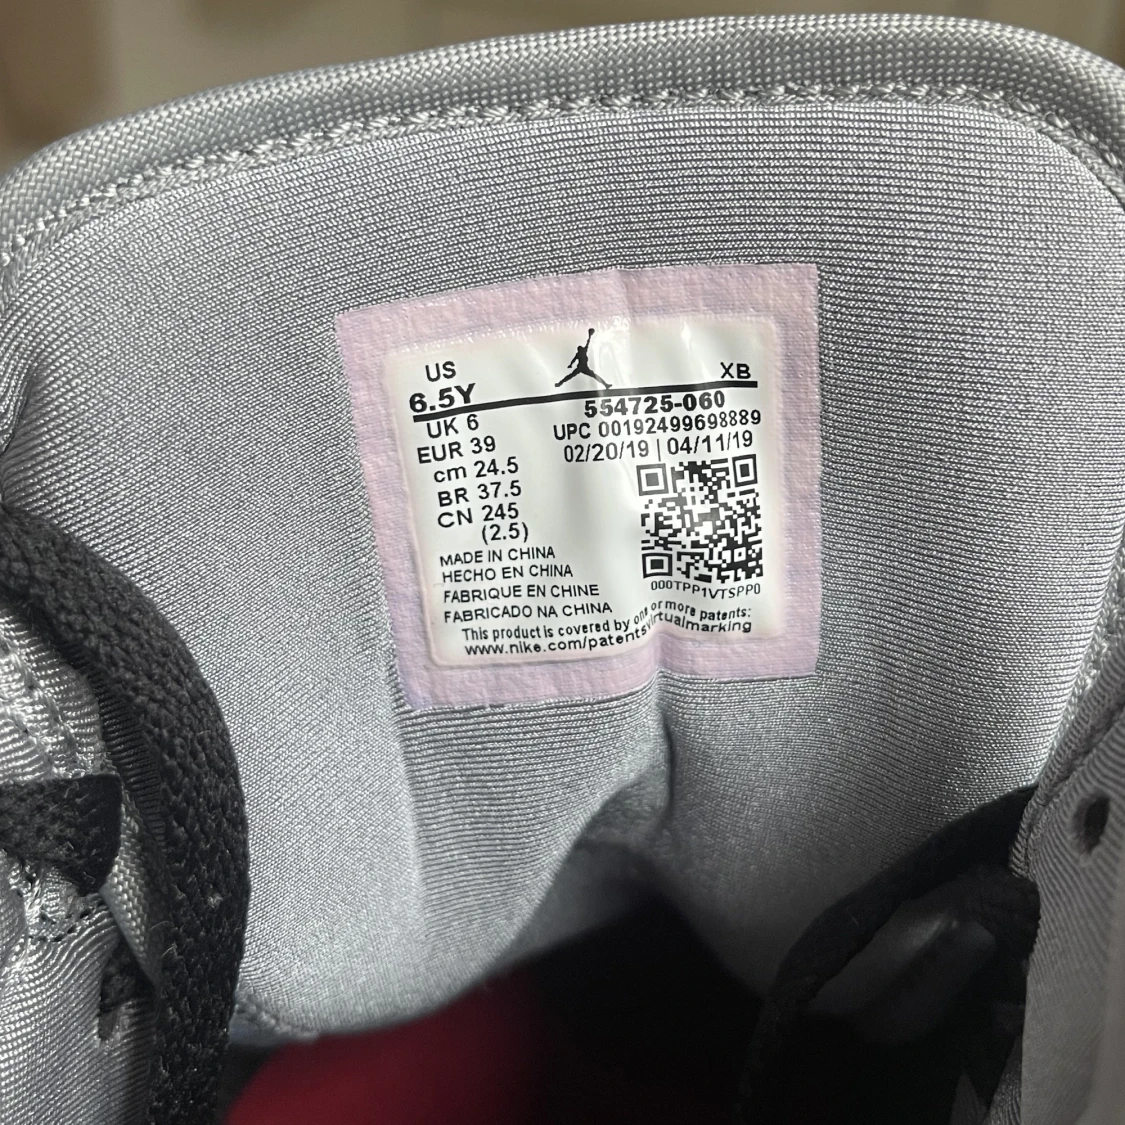 US
XB
6.5Y
554725-060
UK 6
UPC 00192499698889
EUR 39
02/20/19 | 04/11/19
cm 24.5
BR 37.5
CN 245
(2.5)
MADE IN CHINA
HECHO EN CHINA
FABRIQUE EN CHINE
FABRICADO NA CHINA
000TPP1VTSPP0
This product is covered by one or more patents:
www.nike.com/patentsvirtualmarking